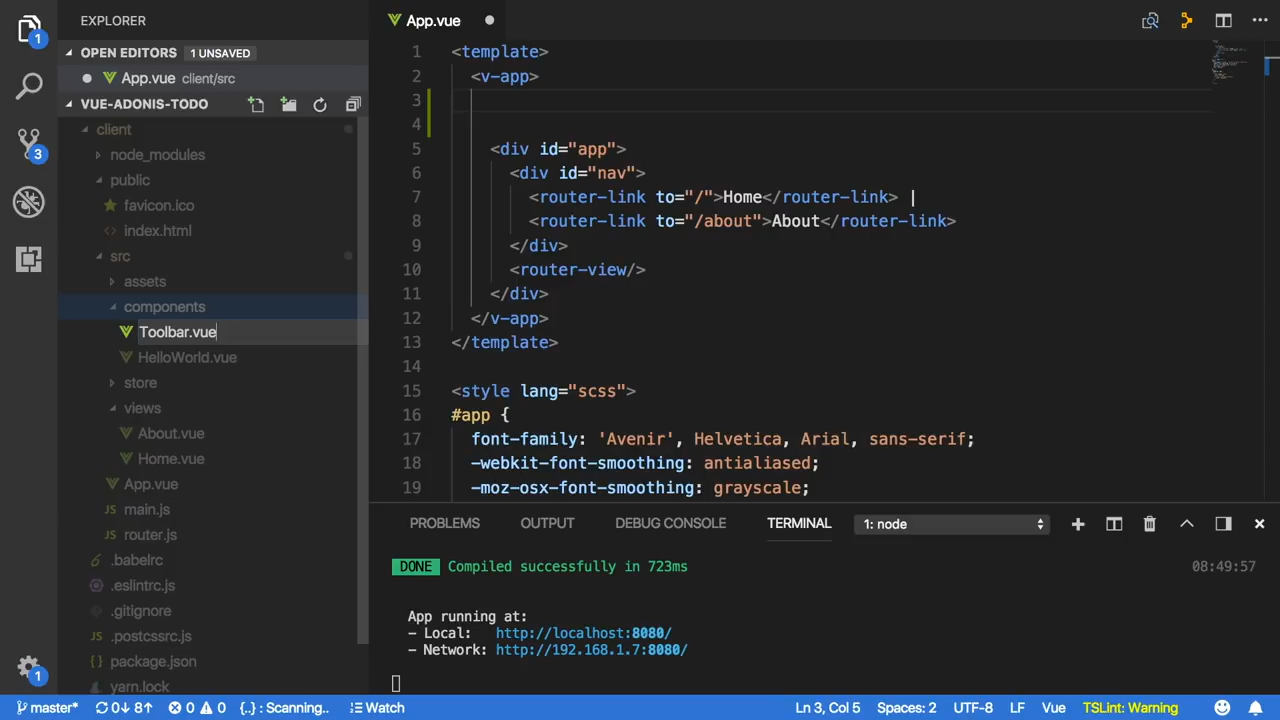 EXPLORER
OPEN EDITORS 1 UNSAVED
App.vue client/src
VUE-ADONIS-TODO
client
node_modules
public
favicon.ico
<> index.html
src
assets
components
Toolbar.vue
HelloWorld.vue
store
views
About.vue
Home.vue
App.vue
JS main.js
JS router.js
.babelrc
.eslintrc.js
.gitignore
JS .postcssrc.js
{} package.json
yarn.lock
1
3
1
App.vue
1 <template>
2 <v-app>
3
4
5 <div id="app">
6 <div id="nav">
7 <router-link to="/">Home</router-link> |
8 <router-link to="/about">About</router-link>
9 </div>
10 <router-view/>
11 </div>
12 </v-app>
13 </template>
14
15 <style lang="scss">
16 #app {
17 font-family: 'Avenir', Helvetica, Arial, sans-serif;
18 -webkit-font-smoothing: antialiased;
19 -moz-osx-font-smoothing: grayscale;
PROBLEMS OUTPUT DEBUG CONSOLE TERMINAL 1: node
DONE Compiled successfully in 723ms 08:49:57
App running at:
- Local: http://localhost:8080/
- Network: http://192.168.1.7:8080/
master* 0↓ 8↑ 0 0 {..} : Scanning.. Watch Ln 3, Col 5 Spaces: 2 UTF-8 LF Vue TSLint: Warning